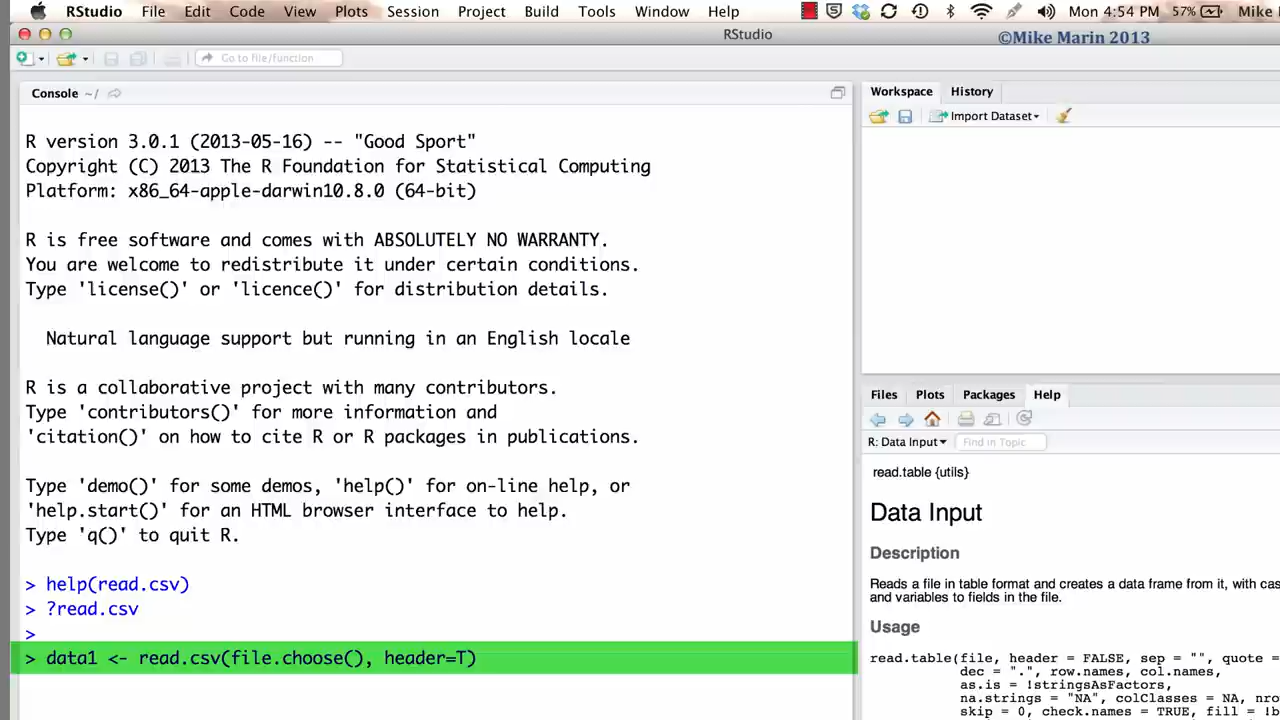 RStudio File Edit Code View Plots Session Project Build Tools Window Help Mon 4:54 PM 57% Mike
RStudio
©Mike Marin 2013
Go to file/function
Console ~/
R version 3.0.1 (2013-05-16) -- "Good Sport"
Copyright (C) 2013 The R Foundation for Statistical Computing
Platform: x86_64-apple-darwin10.8.0 (64-bit)
R is free software and comes with ABSOLUTELY NO WARRANTY.
You are welcome to redistribute it under certain conditions.
Type 'license()' or 'licence()' for distribution details.
Natural language support but running in an English locale
R is a collaborative project with many contributors.
Type 'contributors()' for more information and
'citation()' on how to cite R or R packages in publications.
Type 'demo()' for some demos, 'help()' for on-line help, or
'help.start()' for an HTML browser interface to help.
Type 'q()' to quit R.
> help(read.csv)
> ?read.csv
>
> data1 <- read.csv(file.choose(), header=T)
Workspace History
Import Dataset
Files Plots Packages Help
R: Data Input Find in Topic
read.table {utils}
Data Input
Description
Reads a file in table format and creates a data frame from it, with cas
and variables to fields in the file.
Usage
read.table(file, header = FALSE, sep = "", quote =
dec = ".", row.names, col.names,
as.is = !stringsAsFactors,
na.strings = "NA", colClasses = NA, nro
skip = 0, check.names = TRUE, fill = !b